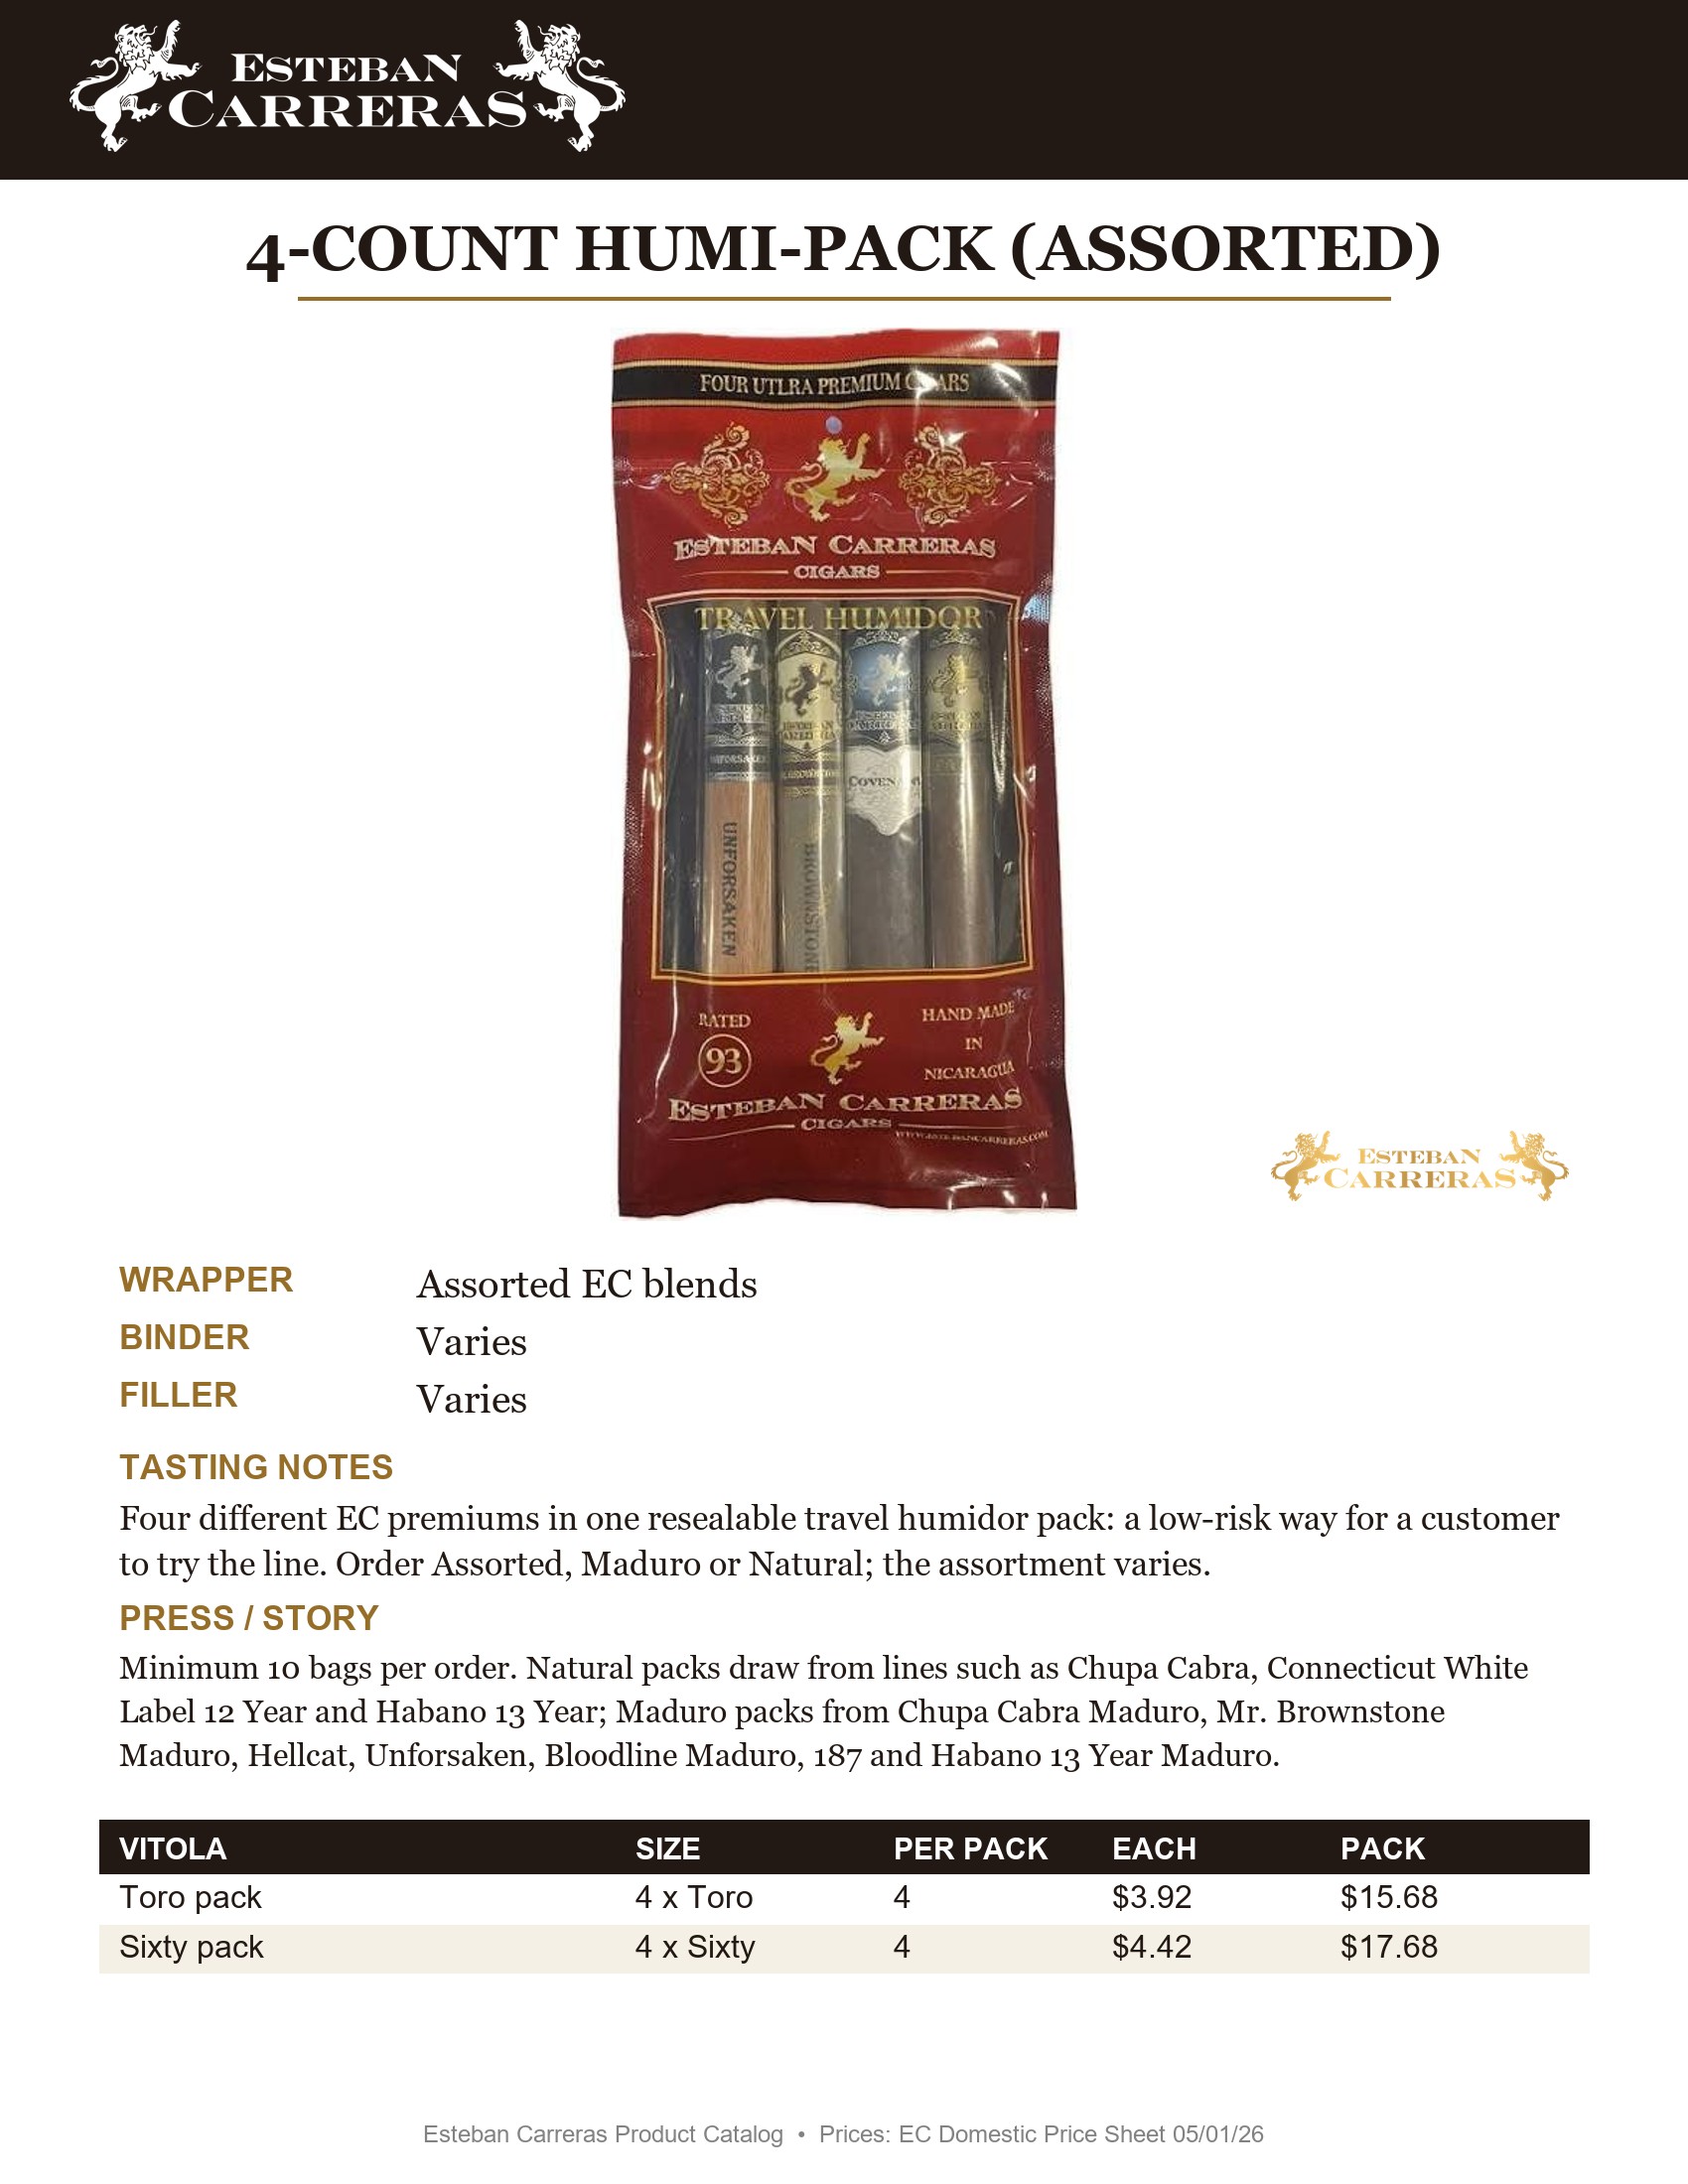 ESTEBAN
CARRERAS
4-COUNT HUMI-PACK (ASSORTED)
FOUR UTLRA PREMIUM CIGARS
ESTEBAN CARRERAS
CIGARS
TRAVEL HUMIDOR
UNFORSAKEN
COVENANT
UNFORSAKEN
BROWNSTONE
RATED
93
HAND MADE
IN
NICARAGUA
ESTEBAN CARRERAS
CIGARS
WWW.ESTEBANCARRERAS.COM
ESTEBAN
CARRERAS
WRAPPER Assorted EC blends
BINDER Varies
FILLER Varies
TASTING NOTES
Four different EC premiums in one resealable travel humidor pack: a low-risk way for a customer
to try the line. Order Assorted, Maduro or Natural; the assortment varies.
PRESS / STORY
Minimum 10 bags per order. Natural packs draw from lines such as Chupa Cabra, Connecticut White
Label 12 Year and Habano 13 Year; Maduro packs from Chupa Cabra Maduro, Mr. Brownstone
Maduro, Hellcat, Unforsaken, Bloodline Maduro, 187 and Habano 13 Year Maduro.
VITOLA SIZE PER PACK EACH PACK
Toro pack 4 x Toro 4 $3.92 $15.68
Sixty pack 4 x Sixty 4 $4.42 $17.68
Esteban Carreras Product Catalog • Prices: EC Domestic Price Sheet 05/01/26